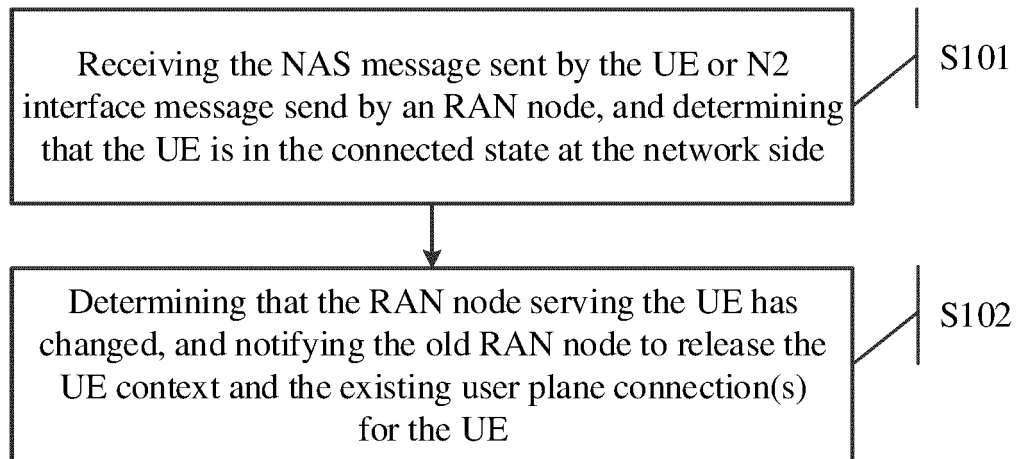 Receiving the NAS message sent by the UE or N2
interface message send by an RAN node, and determining
that the UE is in the connected state at the network side
S101
Determining that the RAN node serving the UE has
changed, and notifying the old RAN node to release the
UE context and the existing user plane connection(s)
for the UE
S102